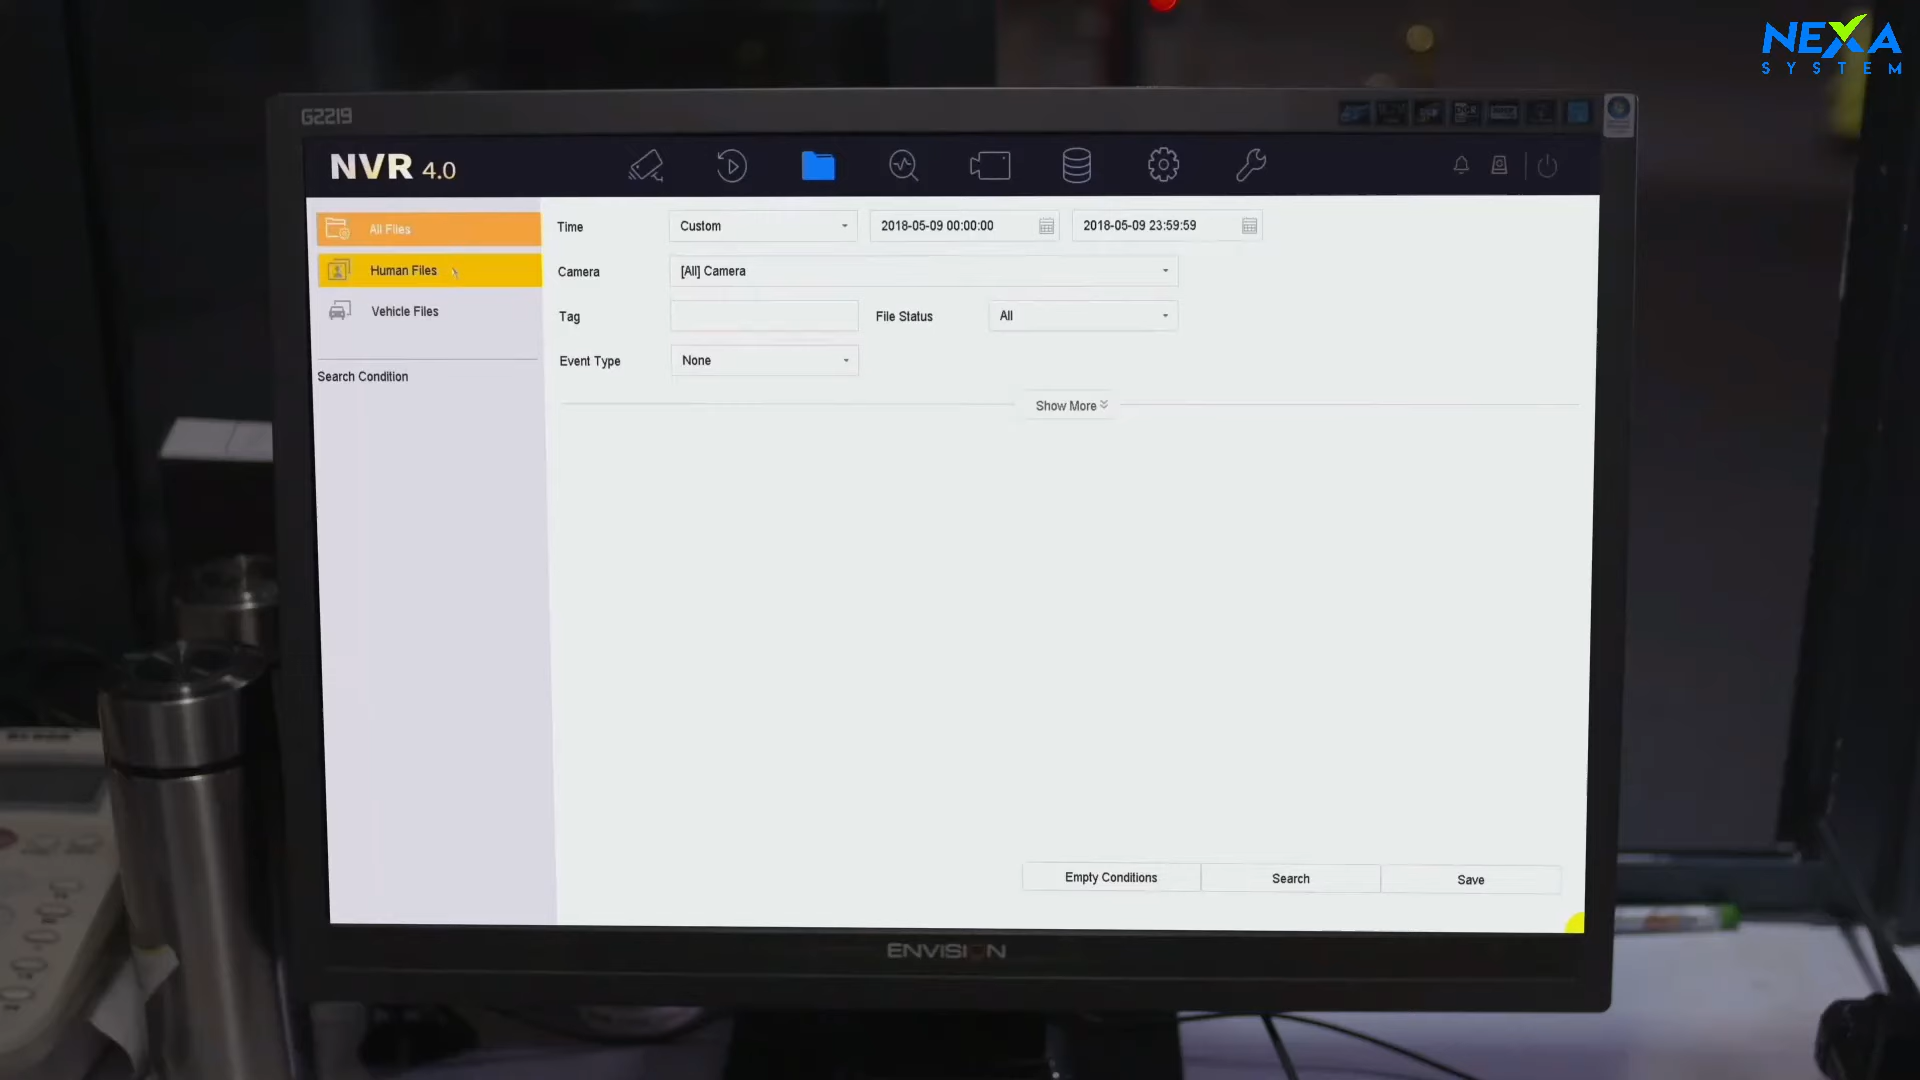 NEXA
SYSTEM
G2219
NVR 4.0
All Files
Human Files
Vehicle Files
Search Condition
Time
Custom
2018-05-09 00:00:00
2018-05-09 23:59:59
Camera
[All] Camera
Tag
File Status
All
Event Type
None
Show More
Empty Conditions
Search
Save
ENVISION